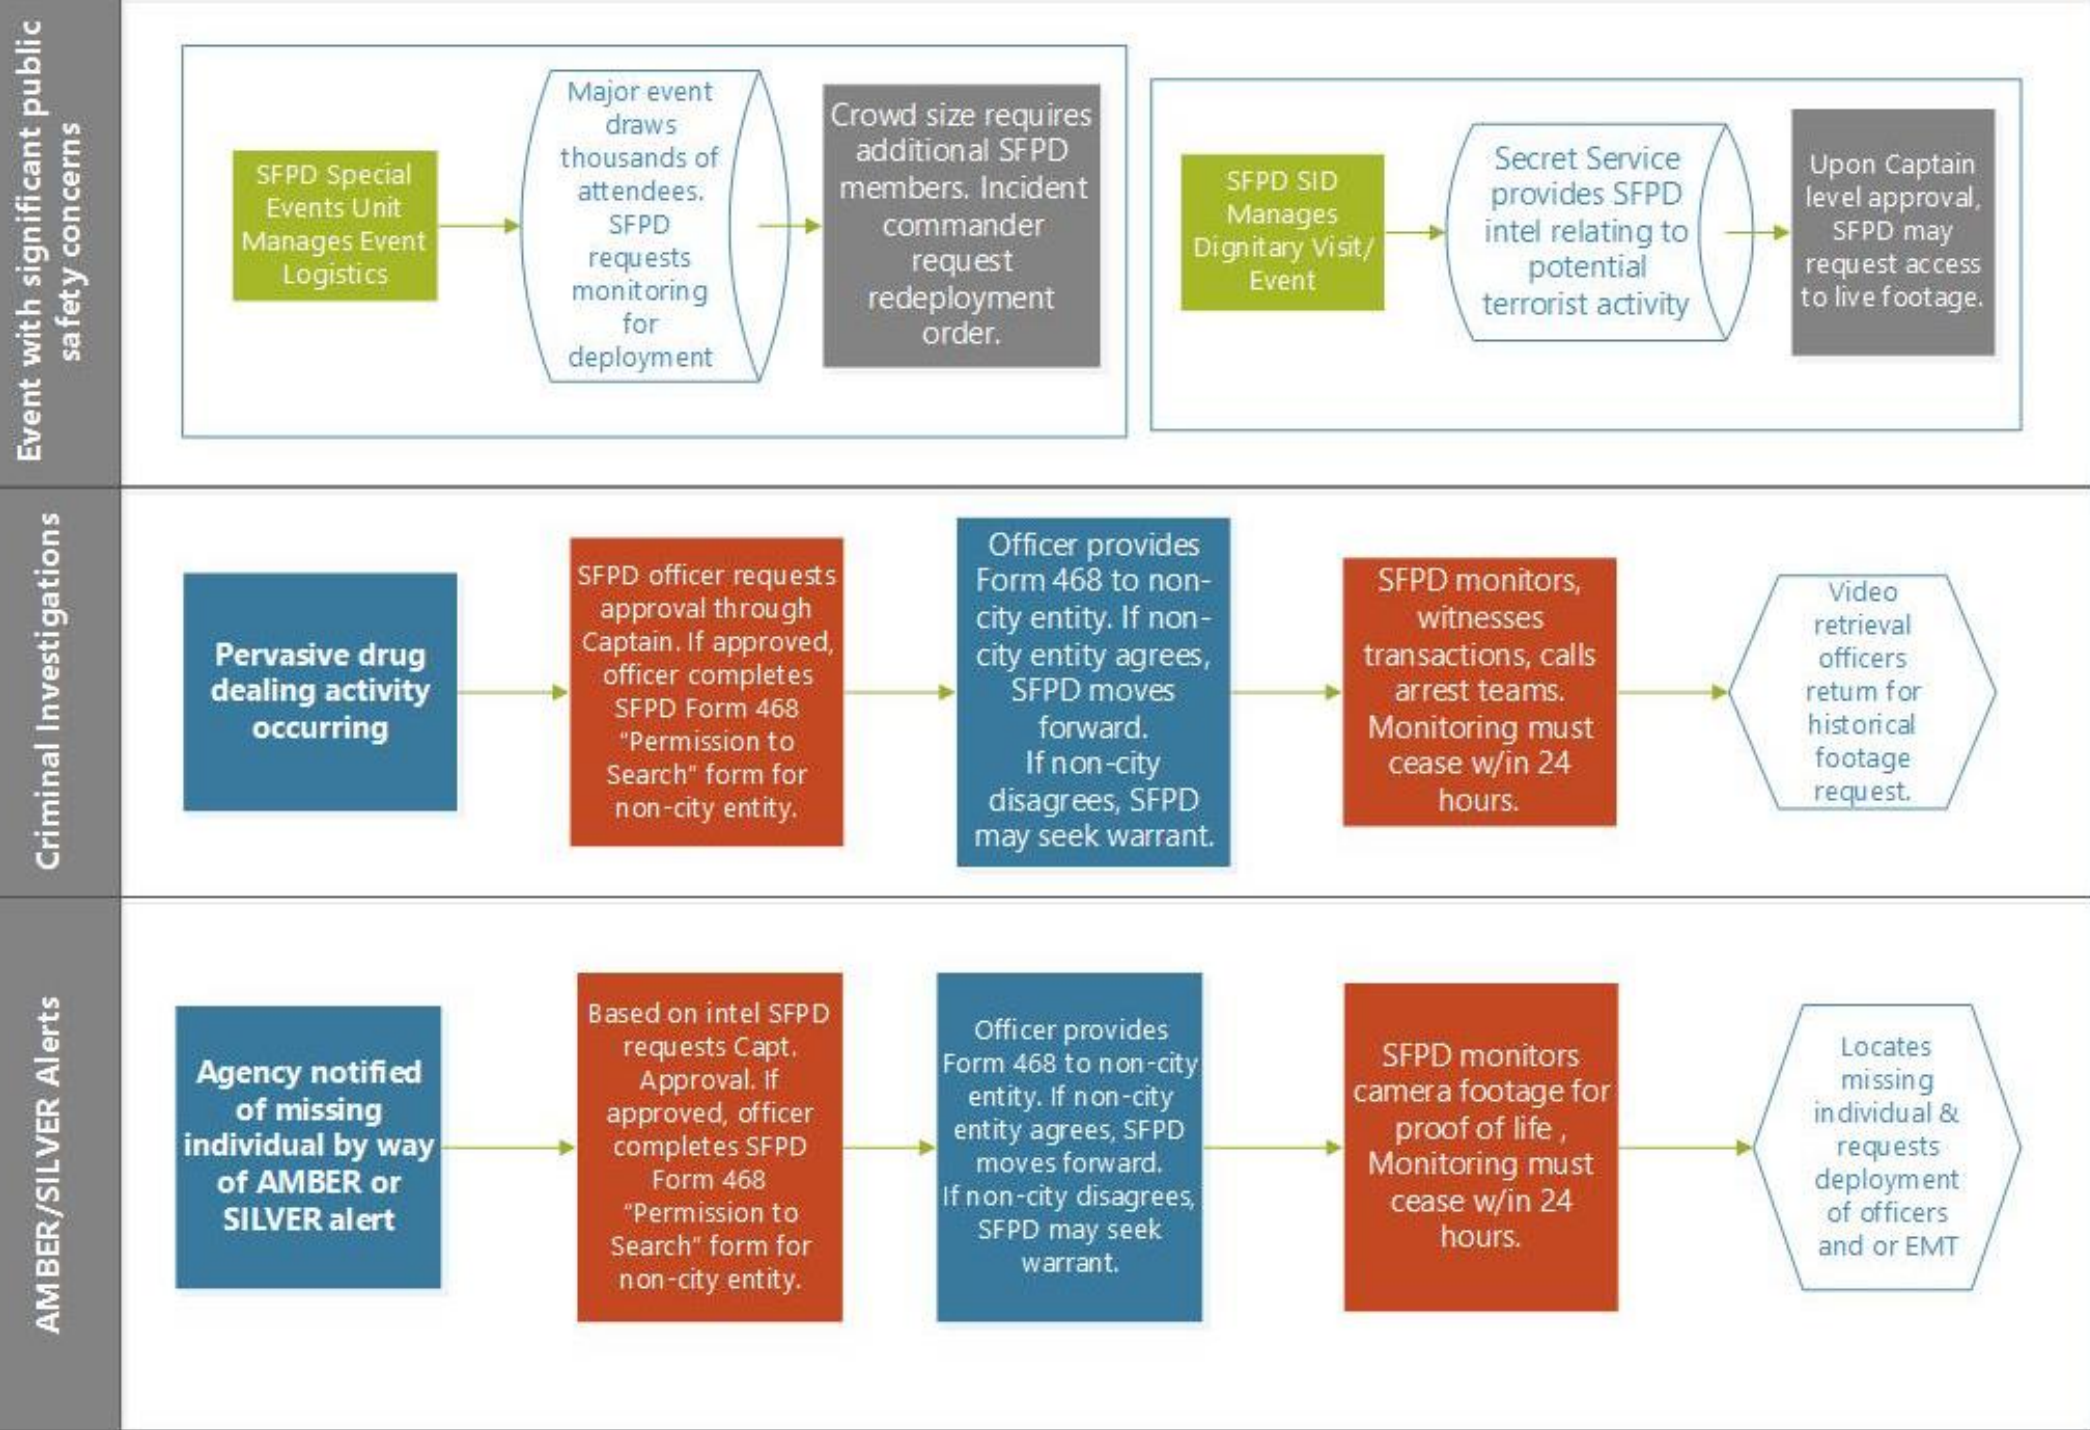 Event with significant public
safety concerns
SFPD Special
Events Unit
Manages Event
Logistics
Major event
draws
thousands of
attendees.
SFPD
requests
monitoring
for
deployment
Crowd size requires
additional SFPD
members. Incident
commander
request
redeployment
order.
SFPD SID
Manages
Dignitary Visit/
Event
Secret Service
provides SFPD
intel relating to
potential
terrorist activity
Upon Captain
level approval,
SFPD may
request access
to live footage.
Criminal Investigations
Pervasive drug
dealing activity
occurring
SFPD officer requests
approval through
Captain. If approved,
officer completes
SFPD Form 468
"Permission to
Search" form for
non-city entity.
Officer provides
Form 468 to non-
city entity. If non-
city entity agrees,
SFPD moves
forward.
If non-city
disagrees, SFPD
may seek warrant.
SFPD monitors,
witnesses
transactions, calls
arrest teams.
Monitoring must
cease w/in 24
hours.
Video
retrieval
officers
return for
historical
footage
request.
AMBER/SILVER Alerts
Agency notified
of missing
individual by way
of AMBER or
SILVER alert
Based on intel SFPD
requests Capt.
Approval. If
approved, officer
completes SFPD
Form 468
"Permission to
Search" form for
non-city entity.
Officer provides
Form 468 to non-city
entity. If non-city
entity agrees, SFPD
moves forward.
If non-city disagrees,
SFPD may seek
warrant.
SFPD monitors
camera footage for
proof of life ,
Monitoring must
cease w/in 24
hours.
Locates
missing
individual &
requests
deployment
of officers
and or EMT